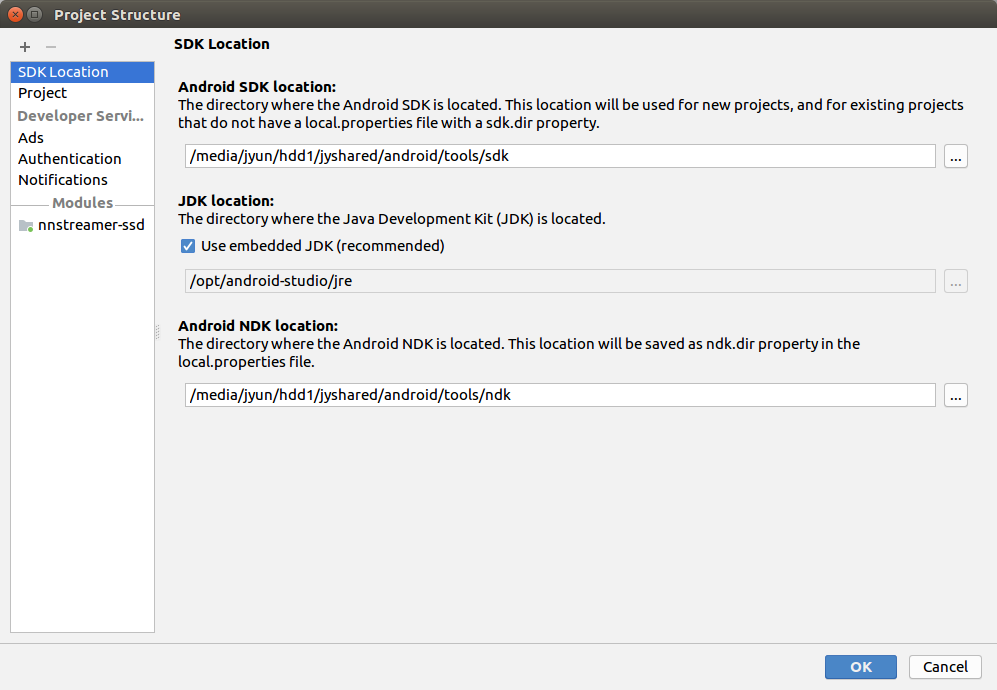 Project Structure
SDK Location
Project
Developer Servi...
Ads
Authentication
Notifications
Modules
nnstreamer-ssd
SDK Location
Android SDK location:
The directory where the Android SDK is located. This location will be used for new projects, and for existing projects
that do not have a local.properties file with a sdk.dir property.
/media/jyun/hdd1/jyshared/android/tools/sdk
...
JDK location:
The directory where the Java Development Kit (JDK) is located.
Use embedded JDK (recommended)
/opt/android-studio/jre
...
Android NDK location:
The directory where the Android NDK is located. This location will be saved as ndk.dir property in the
local.properties file.
/media/jyun/hdd1/jyshared/android/tools/ndk
...
OK
Cancel